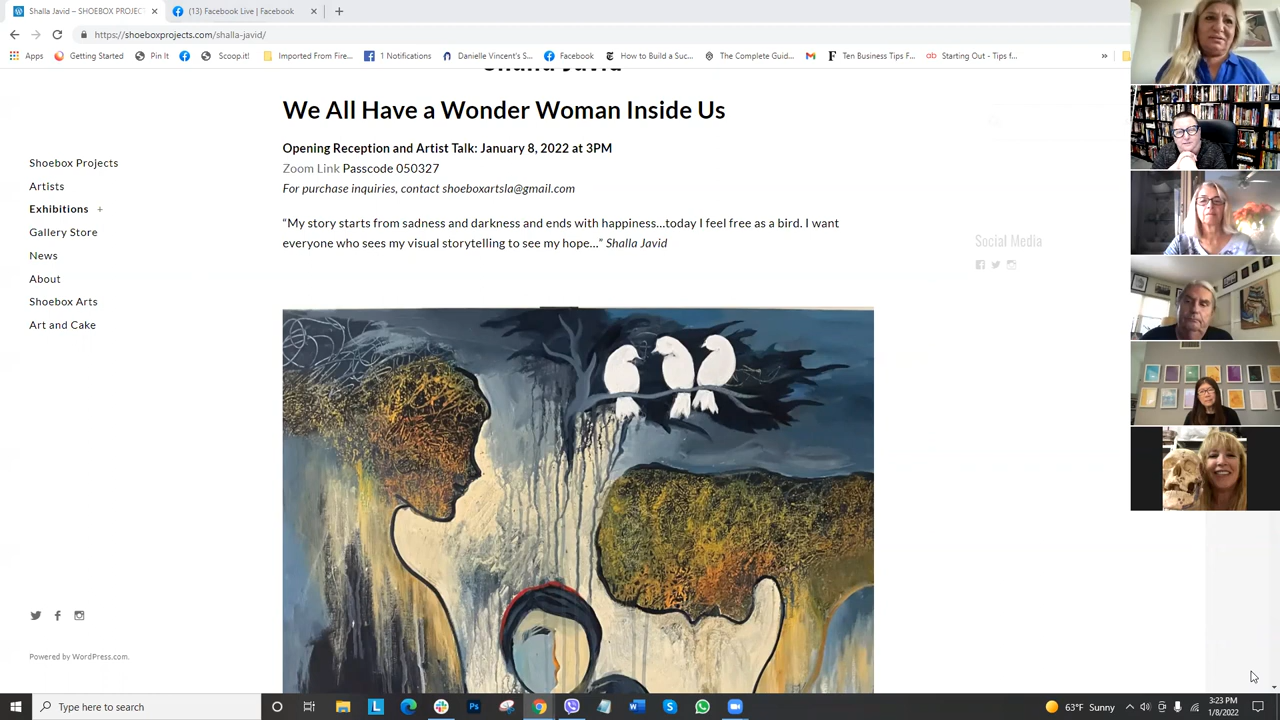 Shalla Javid – SHOEBOX PROJEC
(13) Facebook Live | Facebook
https://shoeboxprojects.com/shalla-javid/
Apps
Getting Started
Pin It
Scoop.it!
Imported From Fire...
1 Notifications
Danielle Vincent's...
Facebook
How to Build a Suc...
The Complete Guid...
Ten Business Tips F...
Starting Out - Tips f...
»
Shalla Javid
We All Have a Wonder Woman Inside Us
Opening Reception and Artist Talk: January 8, 2022 at 3PM
Zoom Link Passcode 050327
For purchase inquiries, contact shoeboxartsla@gmail.com
“My story starts from sadness and darkness and ends with happiness…today I feel free as a bird. I want
everyone who sees my visual storytelling to see my hope…” Shalla Javid
Shoebox Projects
Artists
Exhibitions +
Gallery Store
News
About
Shoebox Arts
Art and Cake
Social Media
Powered by WordPress.com.
Type here to search
63°F Sunny
3:23 PM
1/8/2022